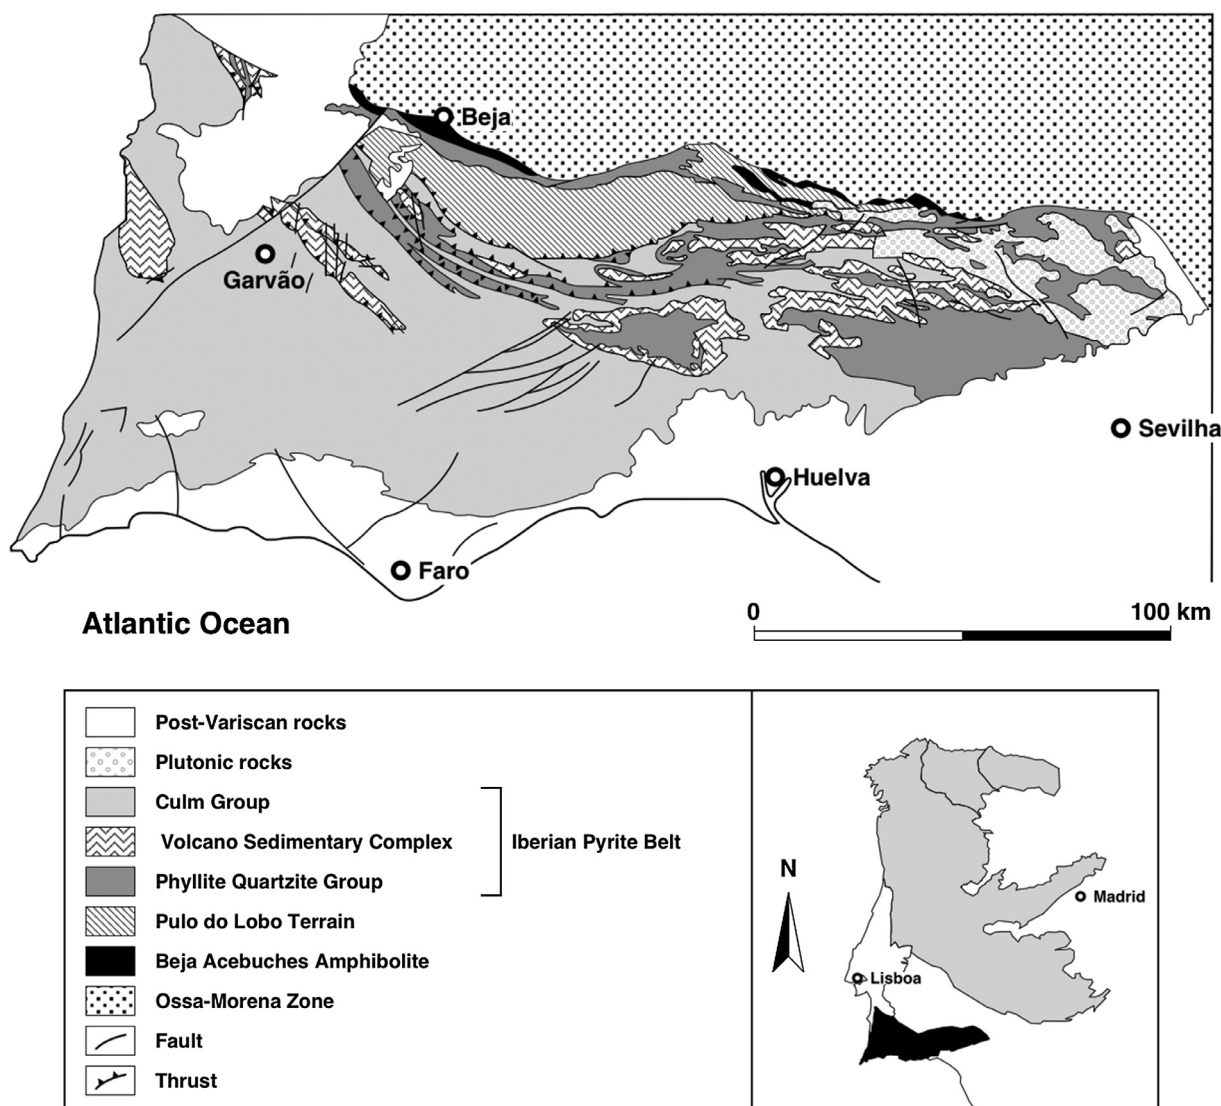 Beja
Garvão
Sevilha
Huelva
Faro
Atlantic Ocean
0 100 km
Post-Variscan rocks
Plutonic rocks
Culm Group
Volcano Sedimentary Complex
Iberian Pyrite Belt
Phyllite Quartzite Group
Pulo do Lobo Terrain
Beja Acebuches Amphibolite
Ossa-Morena Zone
Fault
Thrust
N
Madrid
Lisboa